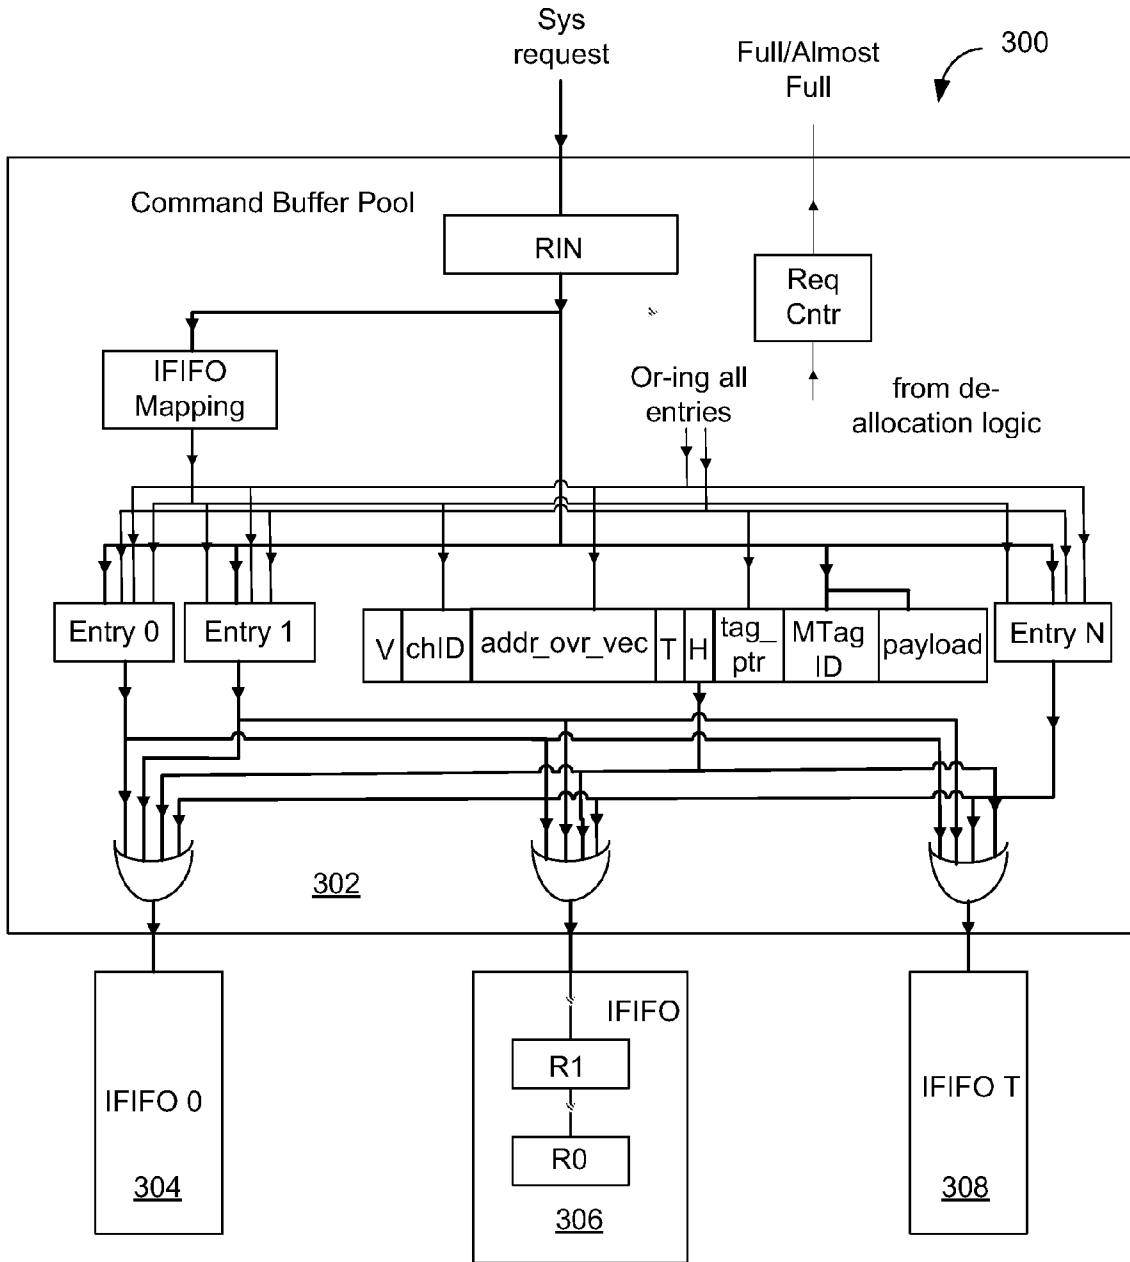 Sys
request
Full/Almost
Full
300
Command Buffer Pool
RIN
Req
Cntr
IFIFO
Mapping
Or-ing all
entries
from de-
allocation logic
Entry 0
Entry 1
V
chID
addr_ovr_vec
T
H
tag_
ptr
MTag
ID
payload
Entry N
302
IFIFO 0
304
IFIFO
R1
R0
306
IFIFO T
308